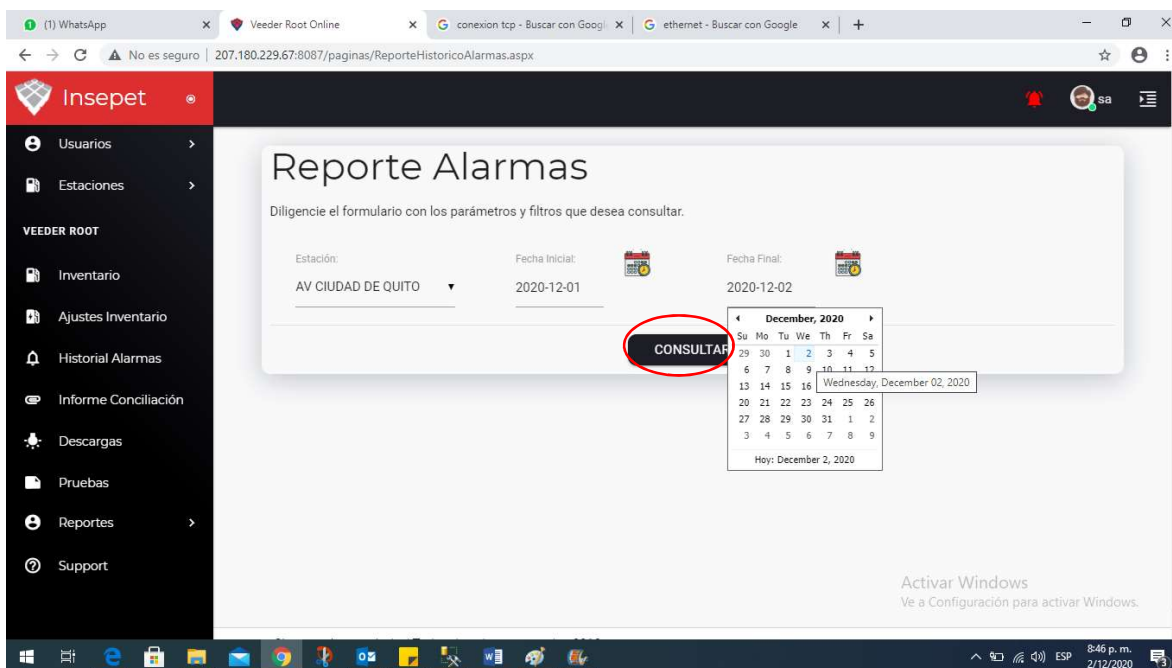 (1) WhatsApp
Veeder Root Online
conexion tcp - Buscar con Googl
ethernet - Buscar con Google
No es seguro | 207.180.229.67:8087/paginas/ReporteHistoricoAlarmas.aspx
Insepet
sa
Usuarios
Estaciones
VEEDER ROOT
Inventario
Ajustes Inventario
Historial Alarmas
Informe Conciliación
Descargas
Pruebas
Reportes
Support
Reporte Alarmas
Diligencie el formulario con los parámetros y filtros que desea consultar.
Estación: Fecha Inicial: Fecha Final:
AV CIUDAD DE QUITO 2020-12-01 2020-12-02
CONSULTAR
December, 2020
Su Mo Tu We Th Fr Sa
29 30 1 2 3 4 5
6 7 8 9 10 11 12
13 14 15 16
Wednesday, December 02, 2020
20 21 22 23 24 25 26
27 28 29 30 31 1 2
3 4 5 6 7 8 9
Hoy: December 2, 2020
Activar Windows
Ve a Configuración para activar Windows.
ESP
8:46 p. m.
2/12/2020